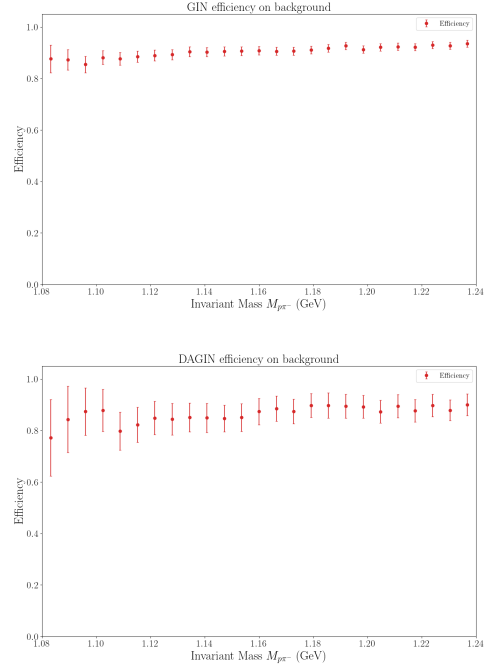 GIN efficiency on background
Efficiency
1.0
0.8
0.6
0.4
0.2
0.0
Efficiency
1.08 1.10 1.12 1.14 1.16 1.18 1.20 1.22 1.24
Invariant Mass M_{pπ^-} (GeV)
DAGIN efficiency on background
Efficiency
1.0
0.8
0.6
0.4
0.2
0.0
Efficiency
1.08 1.10 1.12 1.14 1.16 1.18 1.20 1.22 1.24
Invariant Mass M_{pπ^-} (GeV)